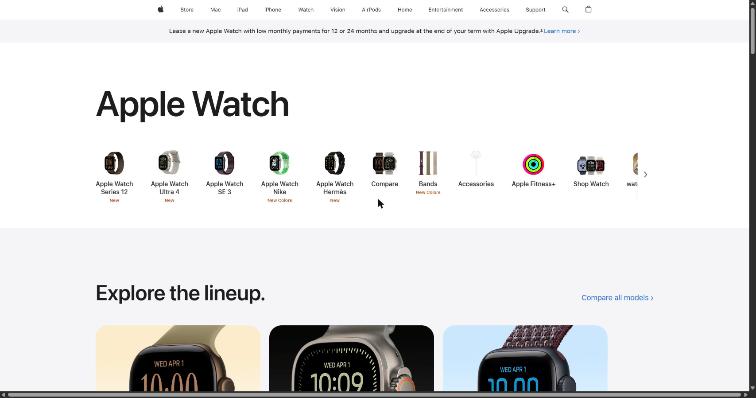 Store Mac iPad iPhone Watch Vision AirPods Home Entertainment Accessories Support
Lease a new Apple Watch with low monthly payments for 12 or 24 months and upgrade at the end of your term with Apple Upgrade.± Learn more ›
Apple Watch
Apple Watch Series 12
New
Apple Watch Ultra 4
New
Apple Watch SE 3
Apple Watch Nike
New Colors
Apple Watch Hermès
New
Compare
Bands
New Colors
Accessories
Apple Fitness+
Shop Watch
wat
Explore the lineup.
Compare all models ›
WED APR 1
10:00
WED APR 1
10:09
WED APR 1